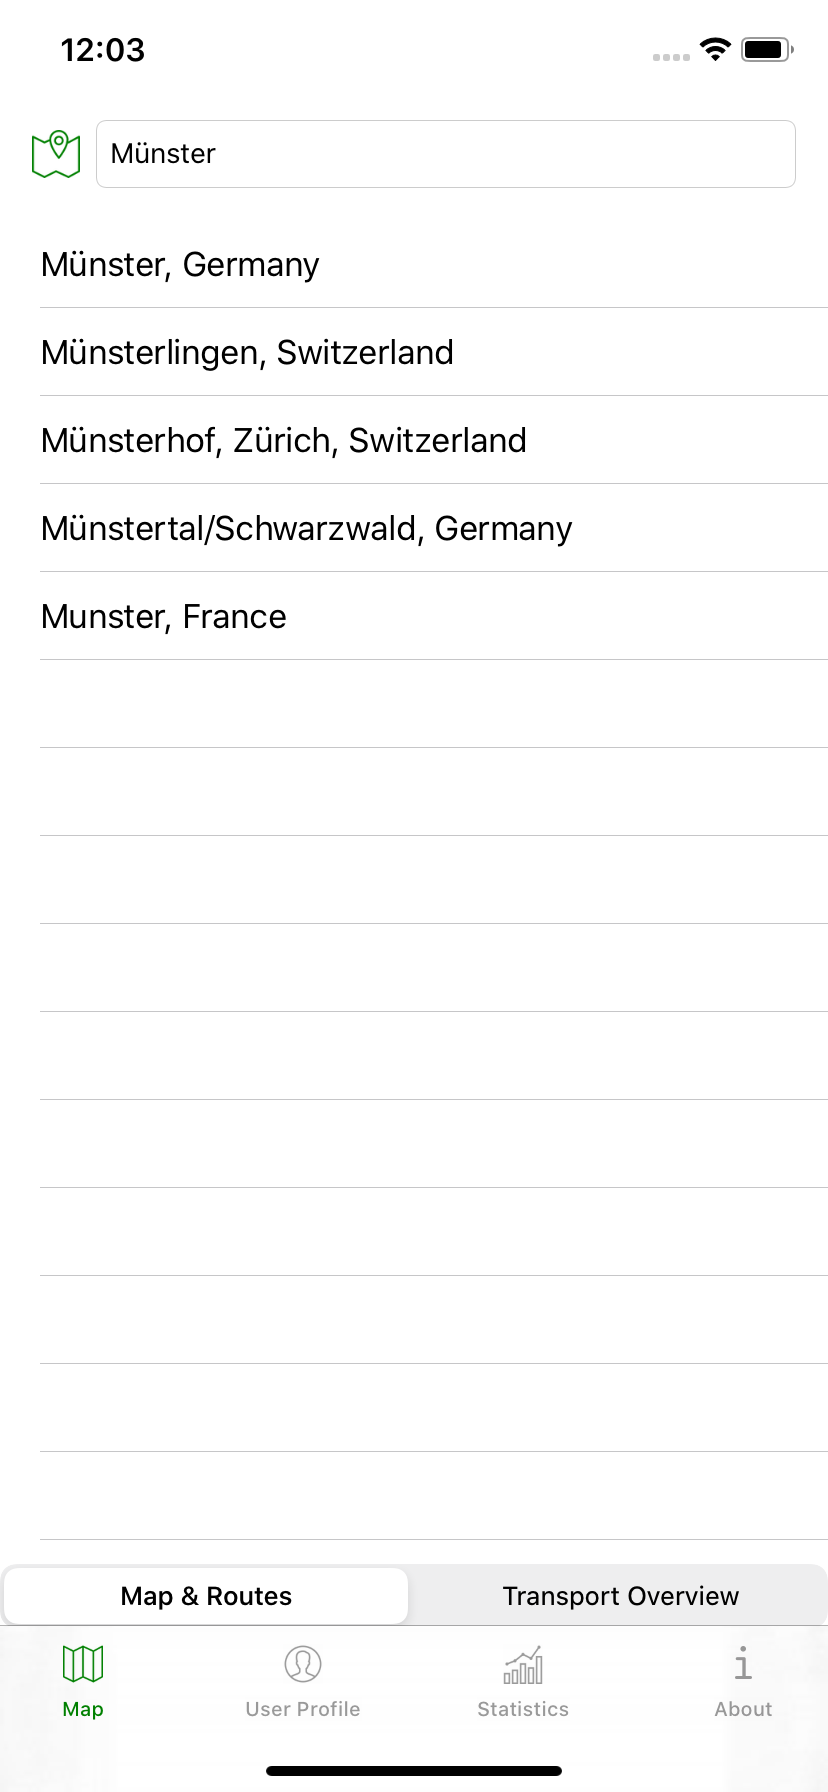 12:03
Münster
Münster, Germany
Münsterlingen, Switzerland
Münsterhof, Zürich, Switzerland
Münstertal/Schwarzwald, Germany
Munster, France
Map & Routes
Transport Overview
Map
User Profile
Statistics
About